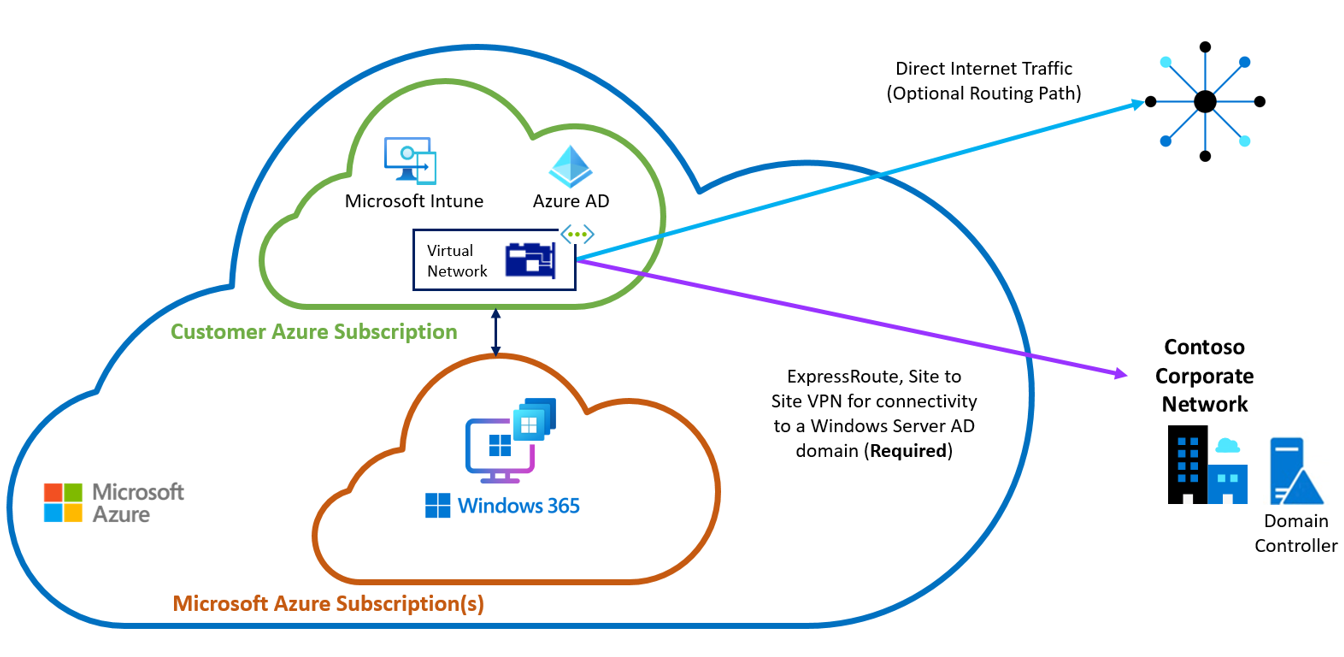 Direct Internet Traffic
(Optional Routing Path)
Microsoft Intune
Azure AD
Virtual
Network
Customer Azure Subscription
Contoso
Corporate
Network
ExpressRoute, Site to
Site VPN for connectivity
to a Windows Server AD
domain (Required)
Microsoft
Azure
Windows 365
Domain
Controller
Microsoft Azure Subscription(s)